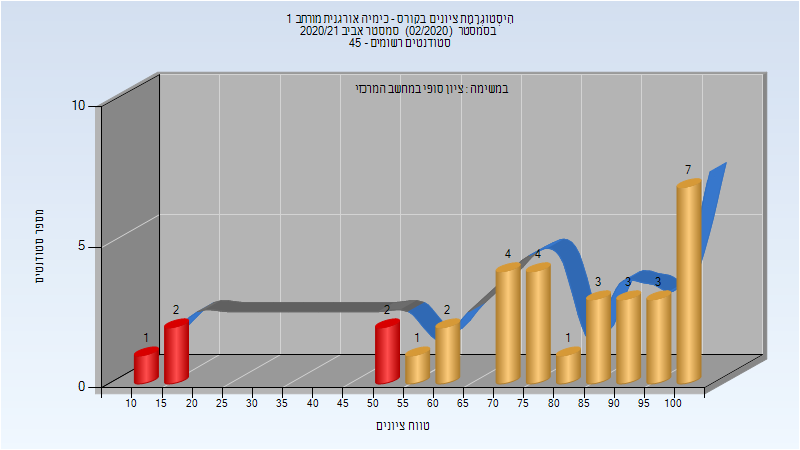 היסטוגרמת ציונים בקורס - כימיה אורגנית מורחב 1
בסמסטר (02/2020) סמסטר אביב 2020/21
סטודנטים רשומים - 45
במשימה : ציון סופי במחשב המרכזי
10
5
0
מספר סטודנטים
1
2
2
1
2
4
4
1
3
3
3
7
10 15 20 25 30 35 40 45 50 55 60 65 70 75 80 85 90 95 100
טווח ציונים